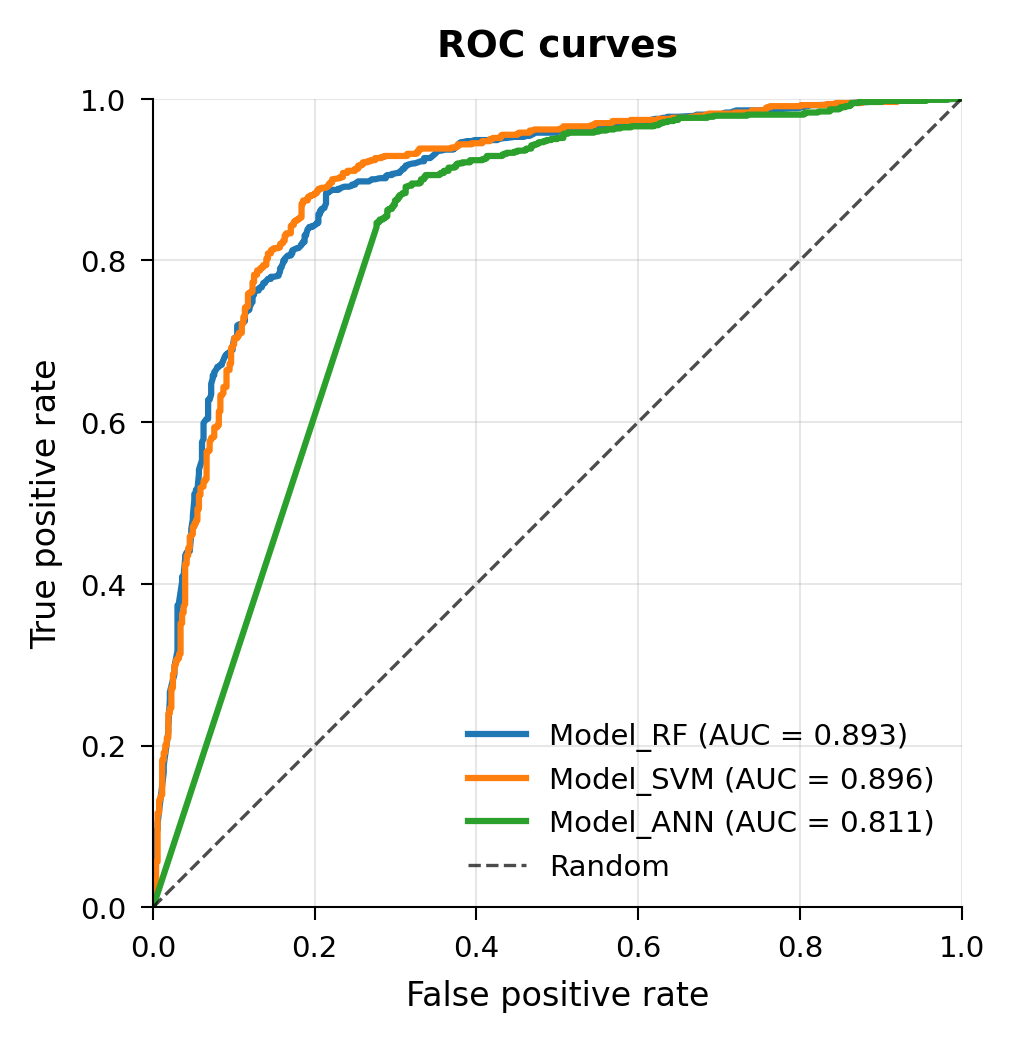 ROC curves
1.0
0.8
0.6
0.4
0.2
0.0
True positive rate
Model_RF (AUC = 0.893)
Model_SVM (AUC = 0.896)
Model_ANN (AUC = 0.811)
Random
0.0 0.2 0.4 0.6 0.8 1.0
False positive rate